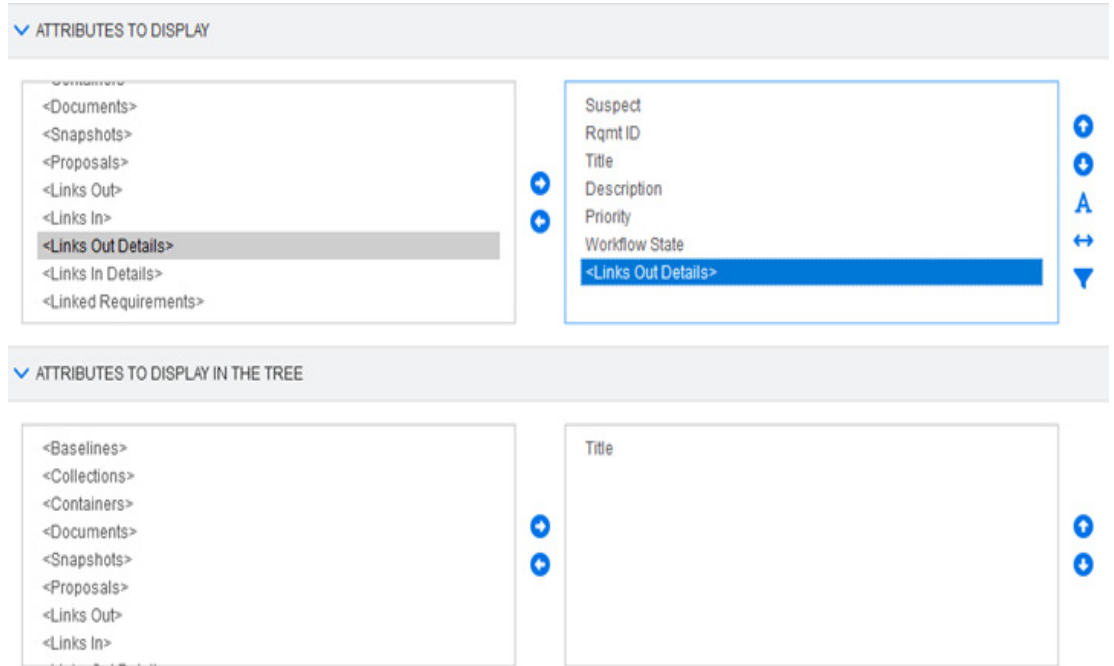 ATTRIBUTES TO DISPLAY
<Documents>
<Snapshots>
<Proposals>
<Links Out>
<Links In>
<Links Out Details>
<Links In Details>
<Linked Requirements>
Suspect
Rqmt ID
Title
Description
Priority
Workflow State
<Links Out Details>
A
ATTRIBUTES TO DISPLAY IN THE TREE
<Baselines>
<Collections>
<Containers>
<Documents>
<Snapshots>
<Proposals>
<Links Out>
<Links In>
Title